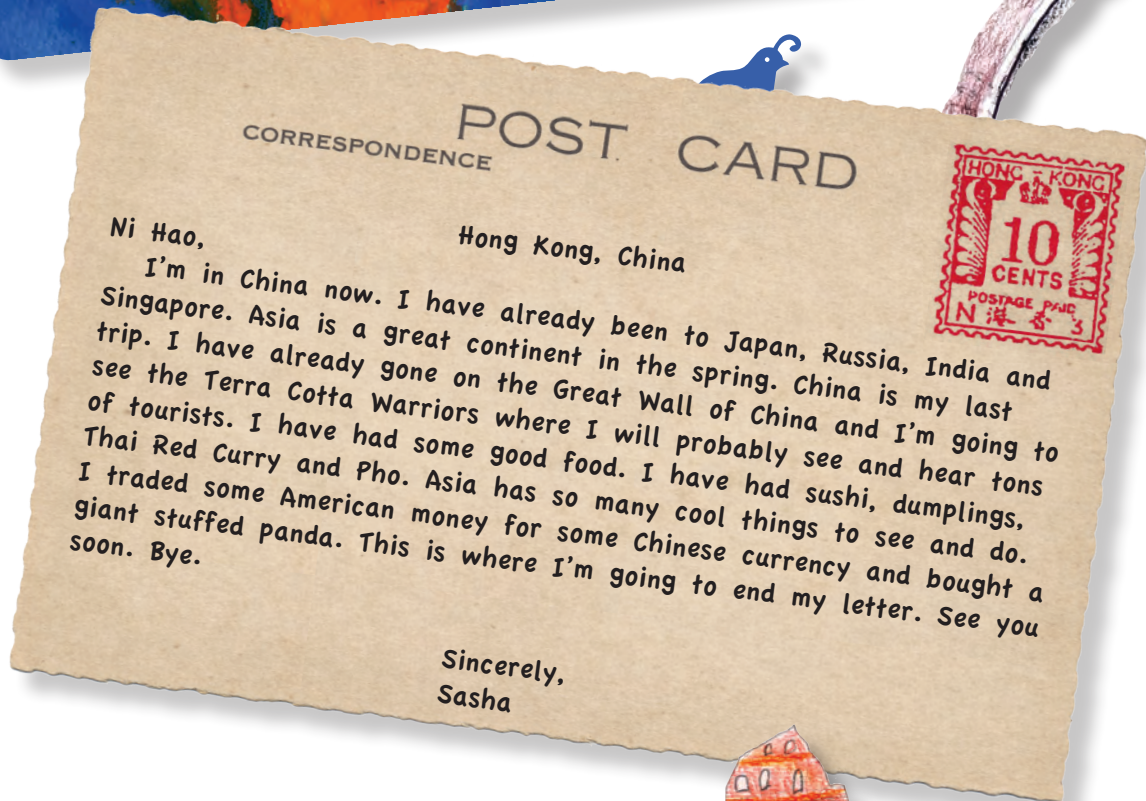 POST CARD
CORRESPONDENCE
HONG - KONG
10
CENTS
POSTAGE PAID
N 港 香 3
Hong Kong, China
Ni Hao,
I'm in China now. I have already been to Japan, Russia, India and
Singapore. Asia is a great continent in the spring. China is my last
trip. I have already gone on the Great Wall of China and I'm going to
see the Terra Cotta Warriors where I will probably see and hear tons
of tourists. I have had some good food. I have had sushi, dumplings,
Thai Red Curry and Pho. Asia has so many cool things to see and do.
I traded some American money for some Chinese currency and bought a
giant stuffed panda. This is where I'm going to end my letter. See you
soon. Bye.
Sincerely,
Sasha